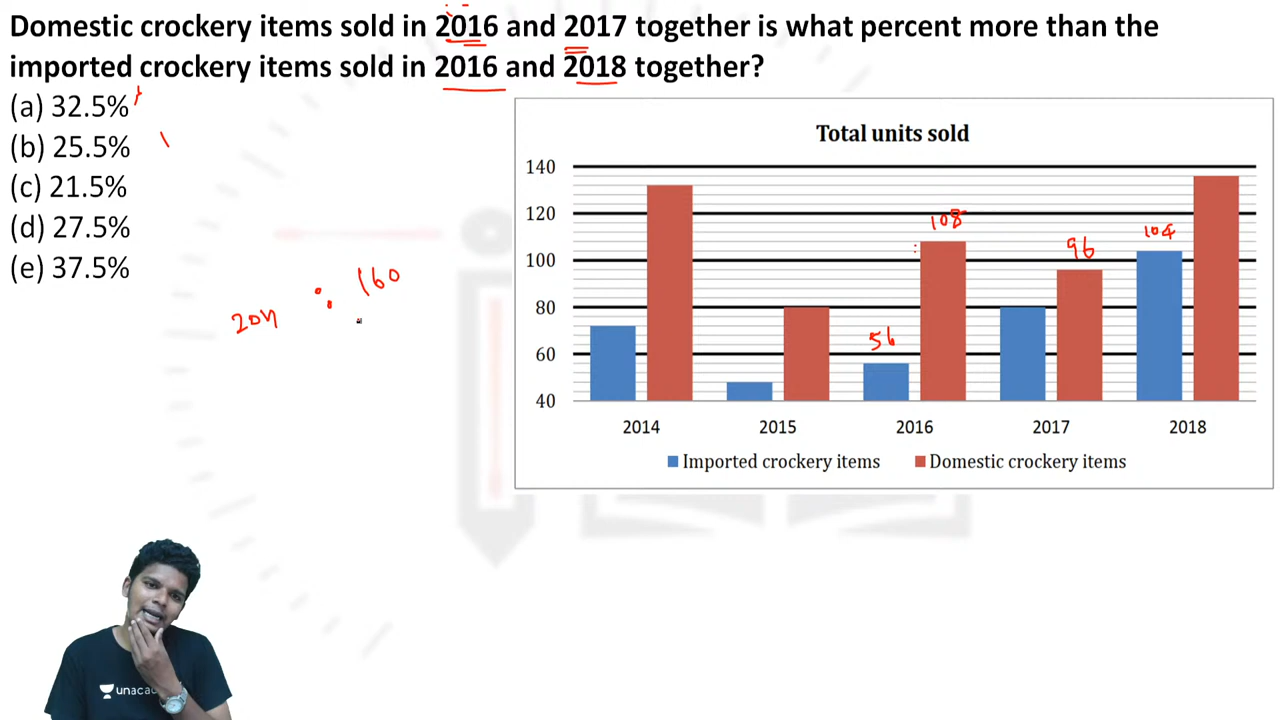 Domestic crockery items sold in 2016 and 2017 together is what percent more than the
imported crockery items sold in 2016 and 2018 together?
(a) 32.5%
(b) 25.5%
(c) 21.5%
(d) 27.5%
(e) 37.5%
204 : 160
Total units sold
140
120
100
80
60
40
56
108
96
104
2014 2015 2016 2017 2018
Imported crockery items Domestic crockery items